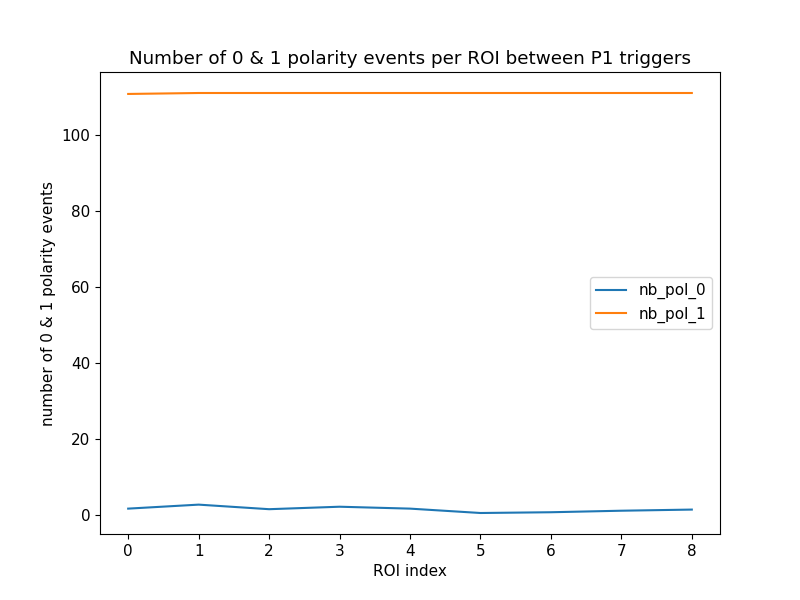 Number of 0 & 1 polarity events per ROI between P1 triggers
number of 0 & 1 polarity events
100
80
60
40
20
0
nb_pol_0
nb_pol_1
0 1 2 3 4 5 6 7 8
ROI index